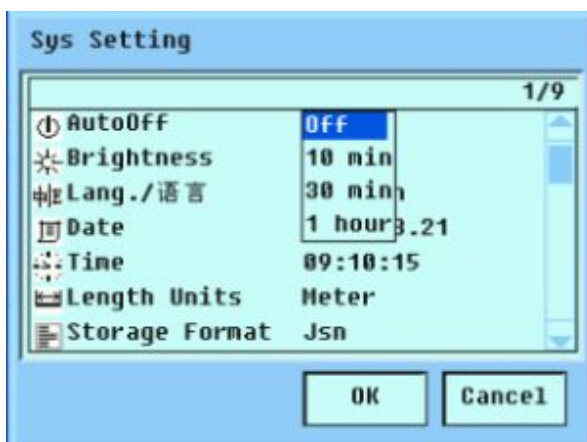 Sys Setting
1/9
AutoOff Off
Brightness 10 min
Lang./语言 30 min
Date 1 hour 3.21
Time 09:10:15
Length Units Meter
Storage Format Jsn
OK Cancel